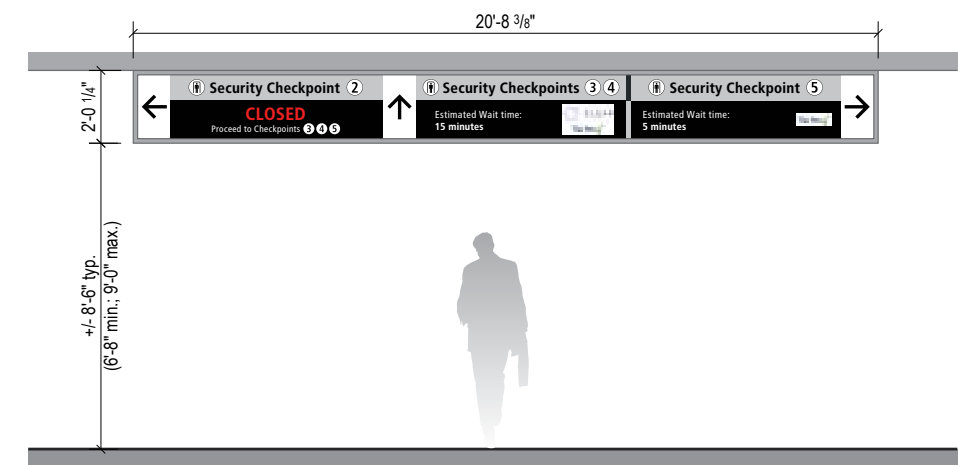 20'-8 3/8"
2'-0 1/4"
← Security Checkpoint 2
CLOSED
Proceed to Checkpoints 3 4 5
↑ Security Checkpoints 3 4
Estimated Wait time:
15 minutes
Security Checkpoint 5 →
Estimated Wait time:
5 minutes
+/- 8'-6" typ.
(6'-8" min.; 9'-0" max.)